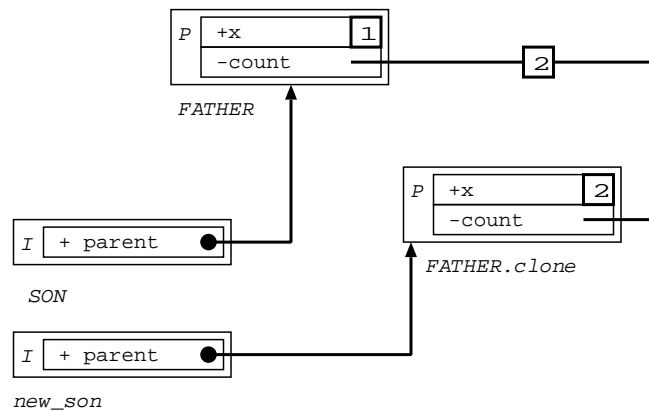 P +x 1
-count 2
FATHER
P +x 2
-count
I + parent
FATHER.clone
SON
I + parent
new_son